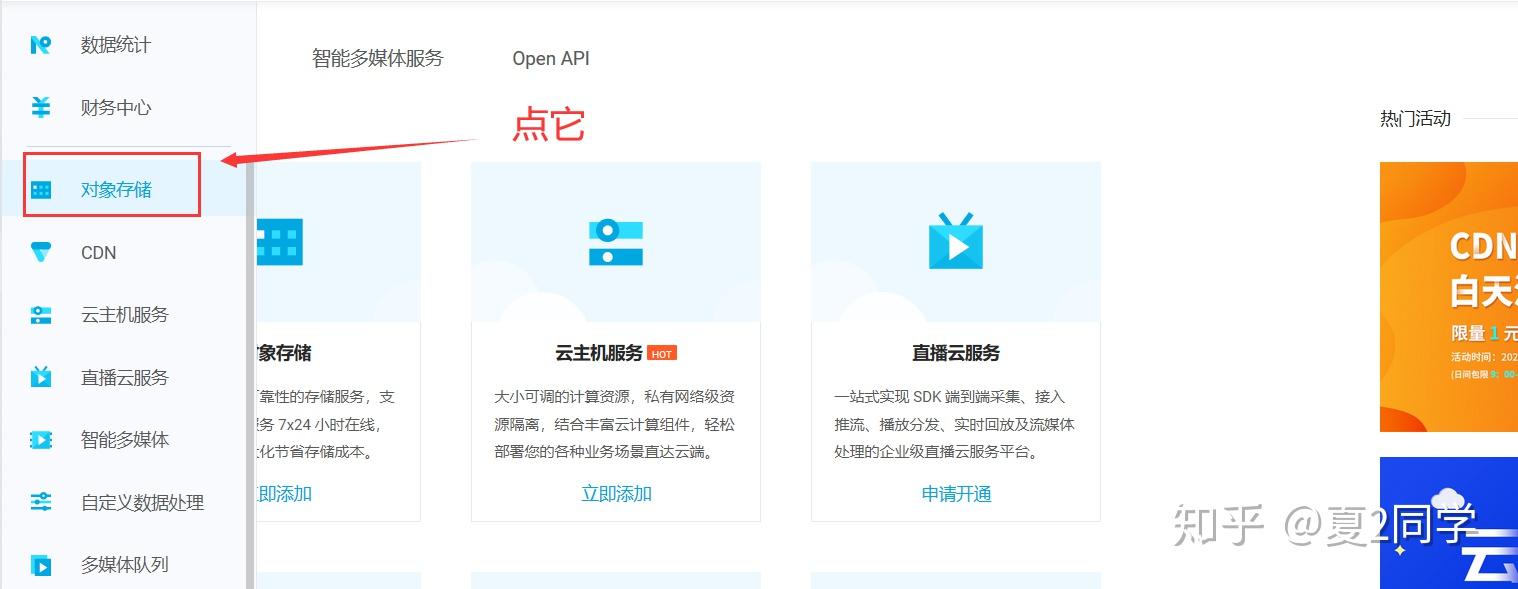 数据统计
财务中心
对象存储
CDN
云主机服务
直播云服务
智能多媒体
自定义数据处理
多媒体队列
智能多媒体服务 Open API
点它
象存储
靠性的存储服务，支
务 7x24 小时在线，
化节省存储成本。
即添加
云主机服务 HOT
大小可调的计算资源，私有网络级资
源隔离，结合丰富云计算组件，轻松
部署您的各种业务场景直达云端。
立即添加
直播云服务
一站式实现 SDK 端到端采集、接入
推流、播放分发、实时回放及流媒体
处理的企业级直播云服务平台。
申请开通
热门活动
CDN
白天
限量 1 元
活动时间：202
(日间包限 9：00-
云
知乎 @夏2同学